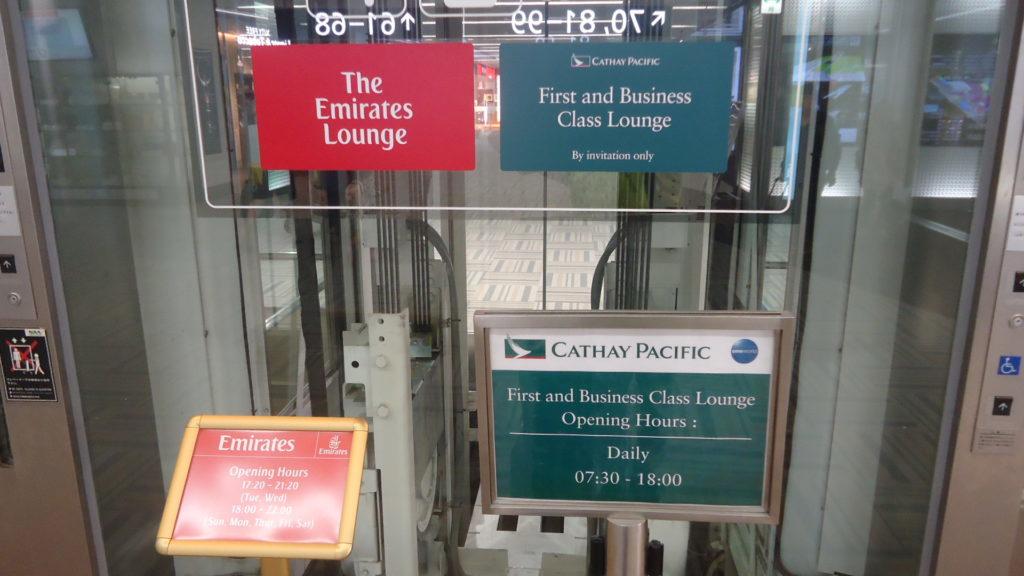 61-68
70, 81-99
The
Emirates
Lounge
CATHAY PACIFIC
First and Business
Class Lounge
By invitation only
CATHAY PACIFIC
oneworld
First and Business Class Lounge
Opening Hours :
Daily
07:30 - 18:00
Emirates
Emirates
Opening Hours
17:20 - 21:20
(Tue, Wed)
18:00 - 22:00
(Sun, Mon, Thur, Fri, Sat)